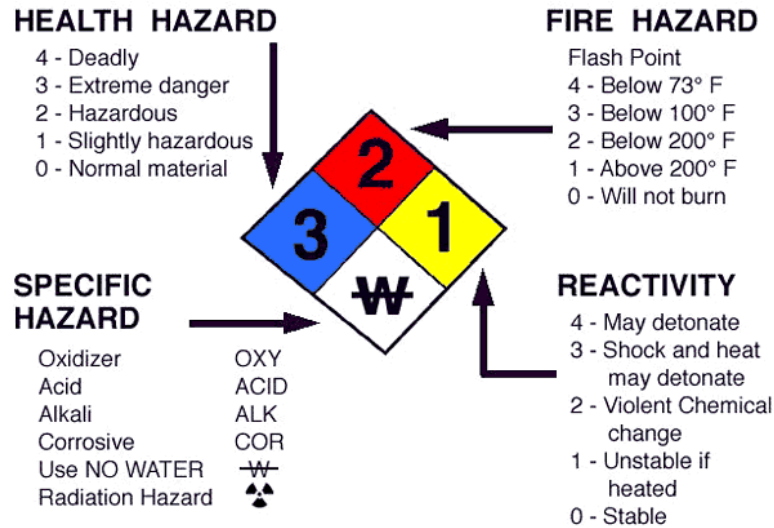 HEALTH HAZARD
4 - Deadly
3 - Extreme danger
2 - Hazardous
1 - Slightly hazardous
0 - Normal material
FIRE HAZARD
Flash Point
4 - Below 73° F
3 - Below 100° F
2 - Below 200° F
1 - Above 200° F
0 - Will not burn
2
3
1
W
SPECIFIC
HAZARD
Oxidizer OXY
Acid ACID
Alkali ALK
Corrosive COR
Use NO WATER W
Radiation Hazard
REACTIVITY
4 - May detonate
3 - Shock and heat
may detonate
2 - Violent Chemical
change
1 - Unstable if
heated
0 - Stable